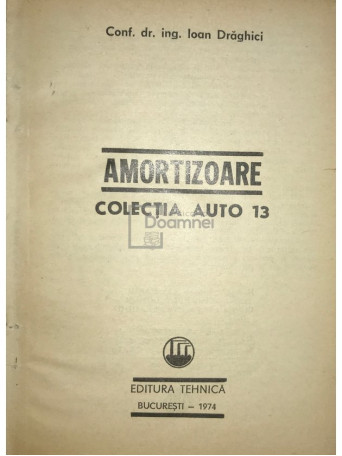 Conf. dr. ing. Ioan Drăghici
AMORTIZOARE
COLECȚIA AUTO 13
Doamnei
EDITURA TEHNICĂ
BUCUREȘTI – 1974